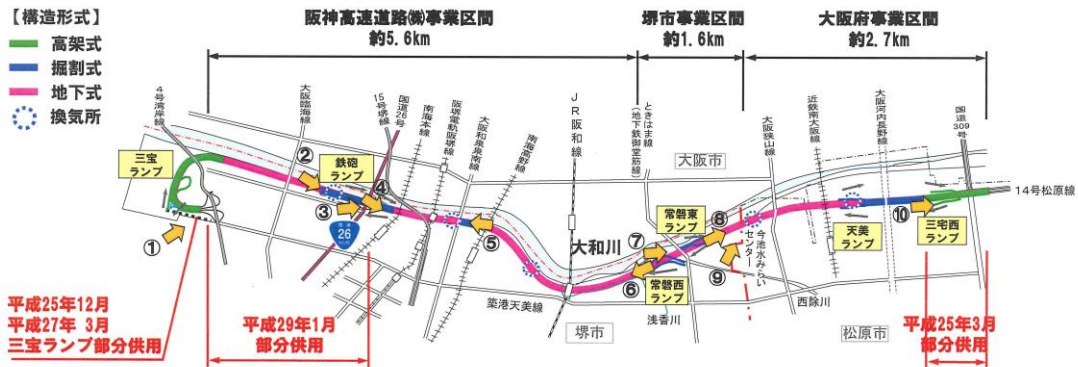 【構造形式】
高架式
掘割式
地下式
換気所
阪神高速道路㈱事業区間
約5.6km
堺市事業区間
約1.6km
大阪府事業区間
約2.7km
4号湾岸線
大阪臨海線
15号堺線
国道26号
南海本線
阪堺電軌阪堺線
大阪和泉泉南線
南海高野線
JR阪和線
ときはま線
(地下鉄御堂筋線)
大阪狭山線
近鉄南大阪線
大阪河内長野線
国道309号
14号松原線
大阪市
三宝
ランプ
鉄砲
ランプ
常磐東
ランプ
常磐西
ランプ
天美
ランプ
三宅西
ランプ
①
②
③
④
⑤
⑥
⑦
⑧
⑨
⑩
国道
26
大和川
今池水みらい
センター
築港天美線
浅香川
西除川
堺市
松原市
平成25年12月
平成27年 3月
三宝ランプ部分供用
平成29年1月
部分供用
平成25年3月
部分供用